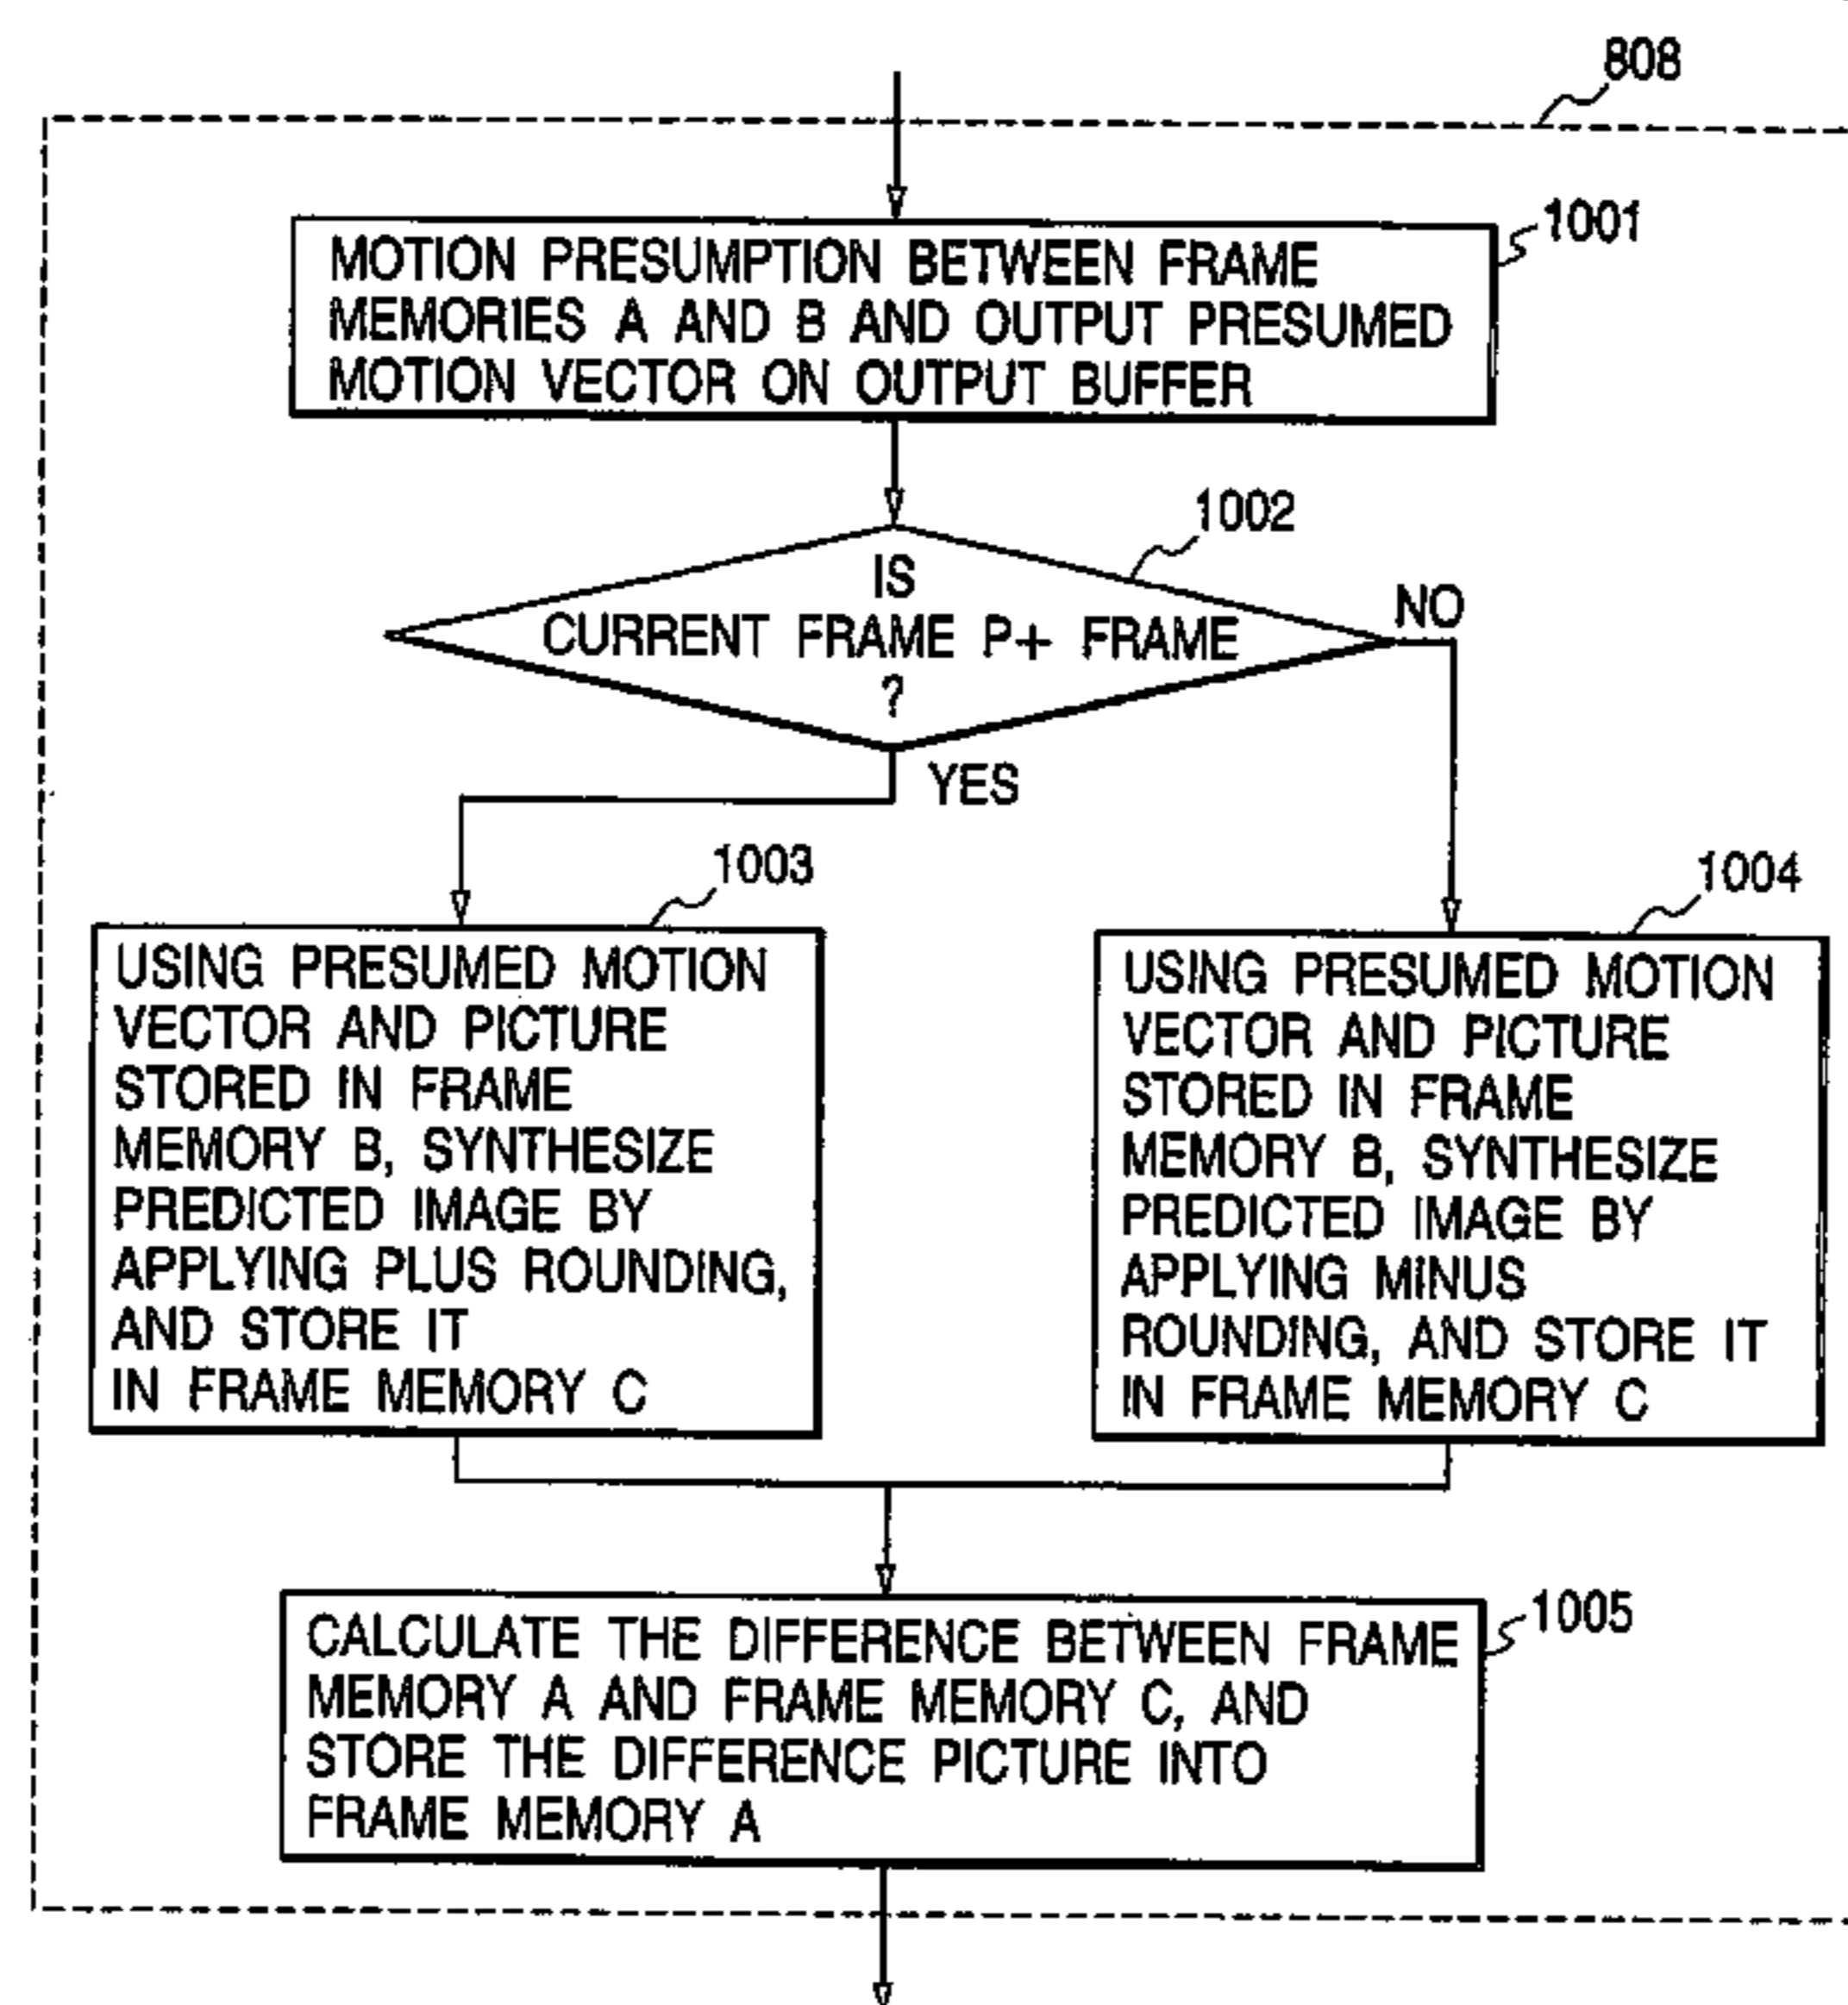 808
1001
MOTION PRESUMPTION BETWEEN FRAME
MEMORIES A AND B AND OUTPUT PRESUMED
MOTION VECTOR ON OUTPUT BUFFER
1002
IS
CURRENT FRAME P+ FRAME
?
NO
YES
1003
USING PRESUMED MOTION
VECTOR AND PICTURE
STORED IN FRAME
MEMORY B, SYNTHESIZE
PREDICTED IMAGE BY
APPLYING PLUS ROUNDING,
AND STORE IT
IN FRAME MEMORY C
1004
USING PRESUMED MOTION
VECTOR AND PICTURE
STORED IN FRAME
MEMORY B, SYNTHESIZE
PREDICTED IMAGE BY
APPLYING MINUS
ROUNDING, AND STORE IT
IN FRAME MEMORY C
1005
CALCULATE THE DIFFERENCE BETWEEN FRAME
MEMORY A AND FRAME MEMORY C, AND
STORE THE DIFFERENCE PICTURE INTO
FRAME MEMORY A